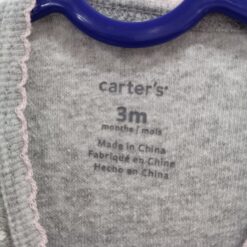 carter's
3m
months / mois
Made in China
Fabriqué en Chine
Hecho en China